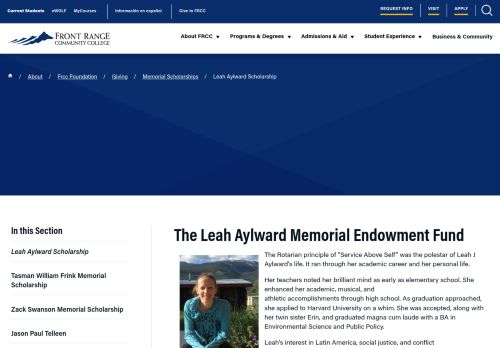 Current Students eWOLF MyCourses Información en español Give to FRCC REQUEST INFO VISIT APPLY
FRONT RANGE
COMMUNITY COLLEGE
About FRCC Programs & Degrees Admissions & Aid Student Experience Business & Community
/ About / Frcc Foundation / Giving / Memorial Scholarships / Leah Aylward Scholarship
In this Section
Leah Aylward Scholarship
Tasman William Frink Memorial
Scholarship
Zack Swanson Memorial Scholarship
Jason Paul Telleen
The Leah Aylward Memorial Endowment Fund
The Rotarian principle of "Service Above Self" was the polestar of Leah J
Aylward's life. It ran through her academic career and her personal life.
Her teachers noted her brilliant mind as early as elementary school. She
enhanced her academic, musical, and
athletic accomplishments through high school. As graduation approached,
she applied to Harvard University on a whim. She was accepted, along with
her twin sister Erin, and graduated magna cum laude with a BA in
Environmental Science and Public Policy.
Leah's interest in Latin America, social justice, and conflict